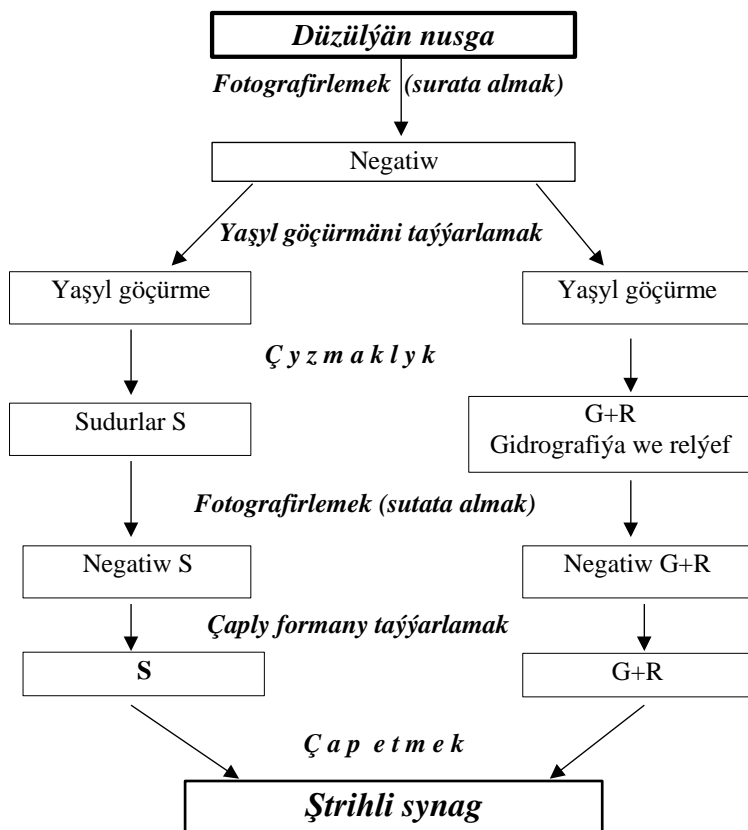 Düzülýän nusga
Fotografirlemek (surata almak)
Negatiw
Yaşyl göçürmäni taýýarlamak
Yaşyl göçürme
Yaşyl göçürme
Ç y z m a k l y k
Sudurlar S
G+R
Gidrografiýa we relýef
Fotografirlemek (sutata almak)
Negatiw S
Negatiw G+R
Çaply formany taýýarlamak
S
G+R
Ç a p e t m e k
Ştrihli synag